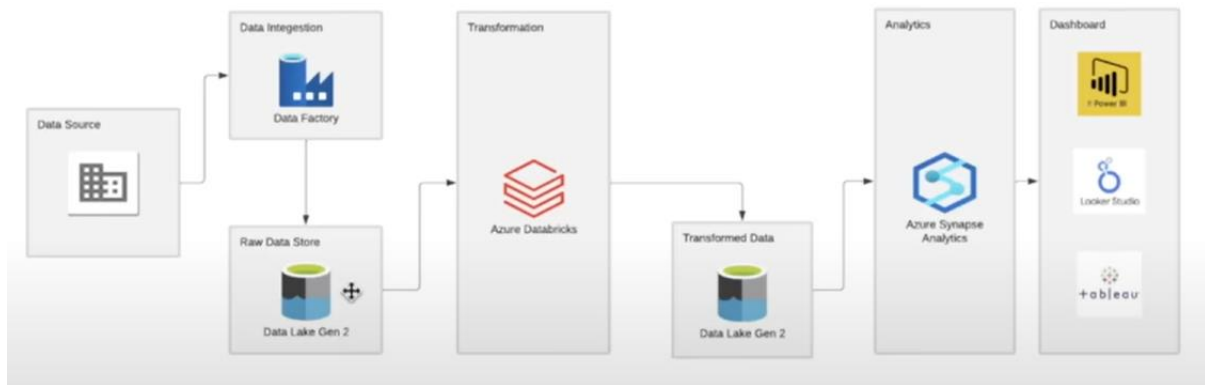 Data Source
Data Integestion
Data Factory
Raw Data Store
Data Lake Gen 2
Transformation
Azure Databricks
Transformed Data
Data Lake Gen 2
Analytics
Azure Synapse
Analytics
Dashboard
Power BI
Looker Studio
+ableau